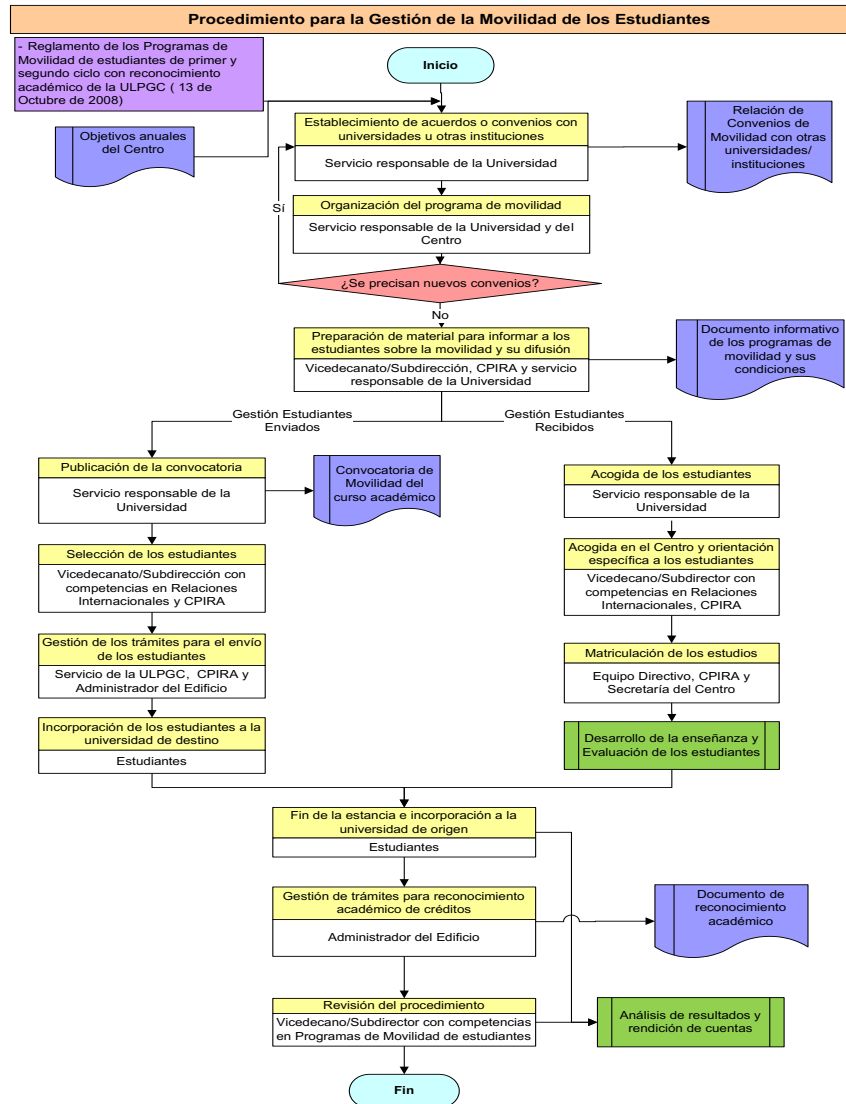 Procedimiento para la Gestión de la Movilidad de los Estudiantes
- Reglamento de los Programas de
Movilidad de estudiantes de primer y
segundo ciclo con reconocimiento
académico de la ULPGC ( 13 de
Octubre de 2008)
Inicio
Objetivos anuales
del Centro
Establecimiento de acuerdos o convenios con
universidades u otras instituciones
Servicio responsable de la Universidad
Relación de
Convenios de
Movilidad con otras
universidades/
instituciones
Sí
Organización del programa de movilidad
Servicio responsable de la Universidad y del
Centro
¿Se precisan nuevos convenios?
No
Preparación de material para informar a los
estudiantes sobre la movilidad y su difusión
Vicedecanato/Subdirección, CPIRA y servicio
responsable de la Universidad
Documento informativo
de los programas de
movilidad y sus
condiciones
Gestión Estudiantes
Enviados
Gestión Estudiantes
Recibidos
Publicación de la convocatoria
Servicio responsable de la
Universidad
Convocatoria de
Movilidad del
curso académico
Selección de los estudiantes
Vicedecanato/Subdirección con
competencias en Relaciones
Internacionales y CPIRA
Gestión de los trámites para el envío
de los estudiantes
Servicio de la ULPGC,  CPIRA y
Administrador del Edificio
Incorporación de los estudiantes a la
universidad de destino
Estudiantes
Acogida de los estudiantes
Servicio responsable de la
Universidad
Acogida en el Centro y orientación
específica a los estudiantes
Vicedecano/Subdirector con
competencias en Relaciones
Internacionales, CPIRA
Matriculación de los estudios
Equipo Directivo, CPIRA y
Secretaría del Centro
Desarrollo de la enseñanza y
Evaluación de los estudiantes
Fin de la estancia e incorporación a la
universidad de origen
Estudiantes
Gestión de trámites para reconocimiento
académico de créditos
Administrador del Edificio
Documento de
reconocimiento
académico
Revisión del procedimiento
Vicedecano/Subdirector con competencias
en Programas de Movilidad de estudiantes
Análisis de resultados y
rendición de cuentas
Fin